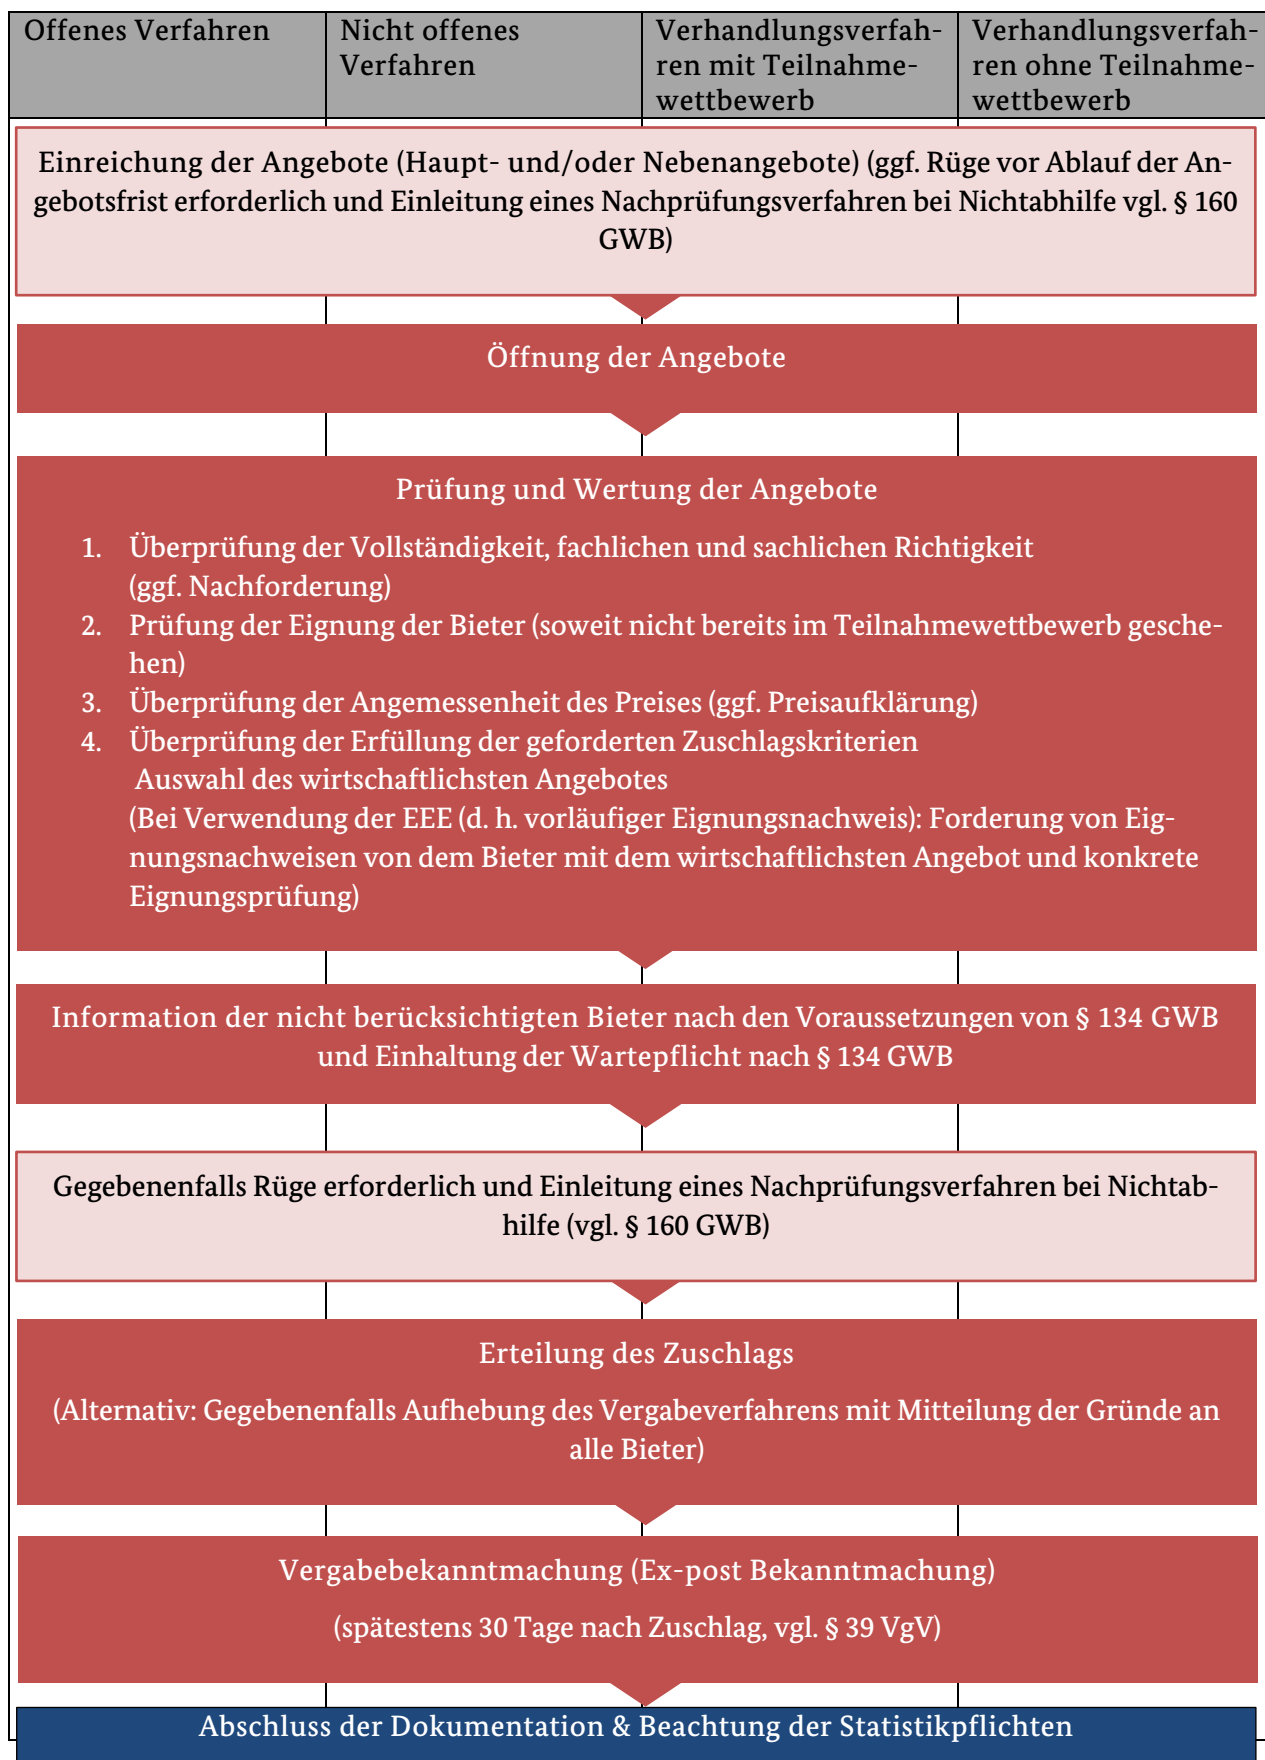 Offenes Verfahren
Nicht offenes
Verfahren
Verhandlungsverfah-
ren mit Teilnahme-
wettbewerb
Verhandlungsverfah-
ren ohne Teilnahme-
wettbewerb
Einreichung der Angebote (Haupt- und/oder Nebenangebote) (ggf. Rüge vor Ablauf der An-
gebotsfrist erforderlich und Einleitung eines Nachprüfungsverfahren bei Nichtabhilfe vgl. § 160
GWB)
Öffnung der Angebote
Prüfung und Wertung der Angebote
1. Überprüfung der Vollständigkeit, fachlichen und sachlichen Richtigkeit
(ggf. Nachforderung)
2. Prüfung der Eignung der Bieter (soweit nicht bereits im Teilnahmewettbewerb gesche-
hen)
3. Überprüfung der Angemessenheit des Preises (ggf. Preisaufklärung)
4. Überprüfung der Erfüllung der geforderten Zuschlagskriterien
Auswahl des wirtschaftlichsten Angebotes
(Bei Verwendung der EEE (d. h. vorläufiger Eignungsnachweis): Forderung von Eig-
nungsnachweisen von dem Bieter mit dem wirtschaftlichsten Angebot und konkrete
Eignungsprüfung)
Information der nicht berücksichtigten Bieter nach den Voraussetzungen von § 134 GWB
und Einhaltung der Wartepflicht nach § 134 GWB
Gegebenenfalls Rüge erforderlich und Einleitung eines Nachprüfungsverfahren bei Nichtab-
hilfe (vgl. § 160 GWB)
Erteilung des Zuschlags
(Alternativ: Gegebenenfalls Aufhebung des Vergabeverfahrens mit Mitteilung der Gründe an
alle Bieter)
Vergabebekanntmachung (Ex-post Bekanntmachung)
(spätestens 30 Tage nach Zuschlag, vgl. § 39 VgV)
Abschluss der Dokumentation & Beachtung der Statistikpflichten